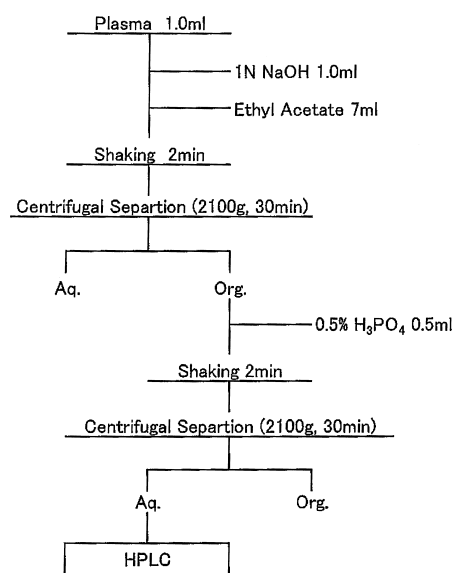 Plasma 1.0ml
1N NaOH 1.0ml
Ethyl Acetate 7ml
Shaking 2min
Centrifugal Separtion (2100g, 30min)
Aq. Org.
0.5% H₃PO₄ 0.5ml
Shaking 2min
Centrifugal Separtion (2100g, 30min)
Aq. Org.
HPLC